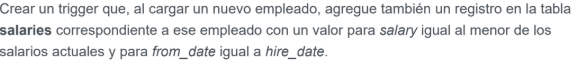 Crear un trigger que, al cargar un nuevo empleado, agregue también un registro en la tabla
salaries correspondiente a ese empleado con un valor para salary igual al menor de los
salarios actuales y para from_date igual a hire_date.